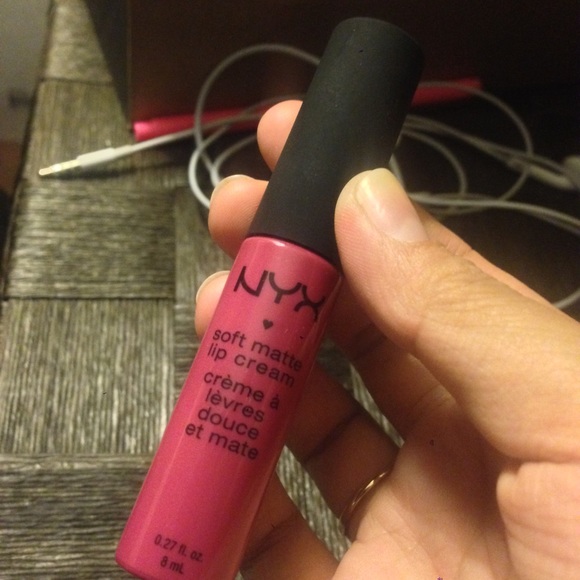 NYX
soft matte
lip cream
crème à
lèvres
douce
et mate
0.27 fl. oz.
8 mL